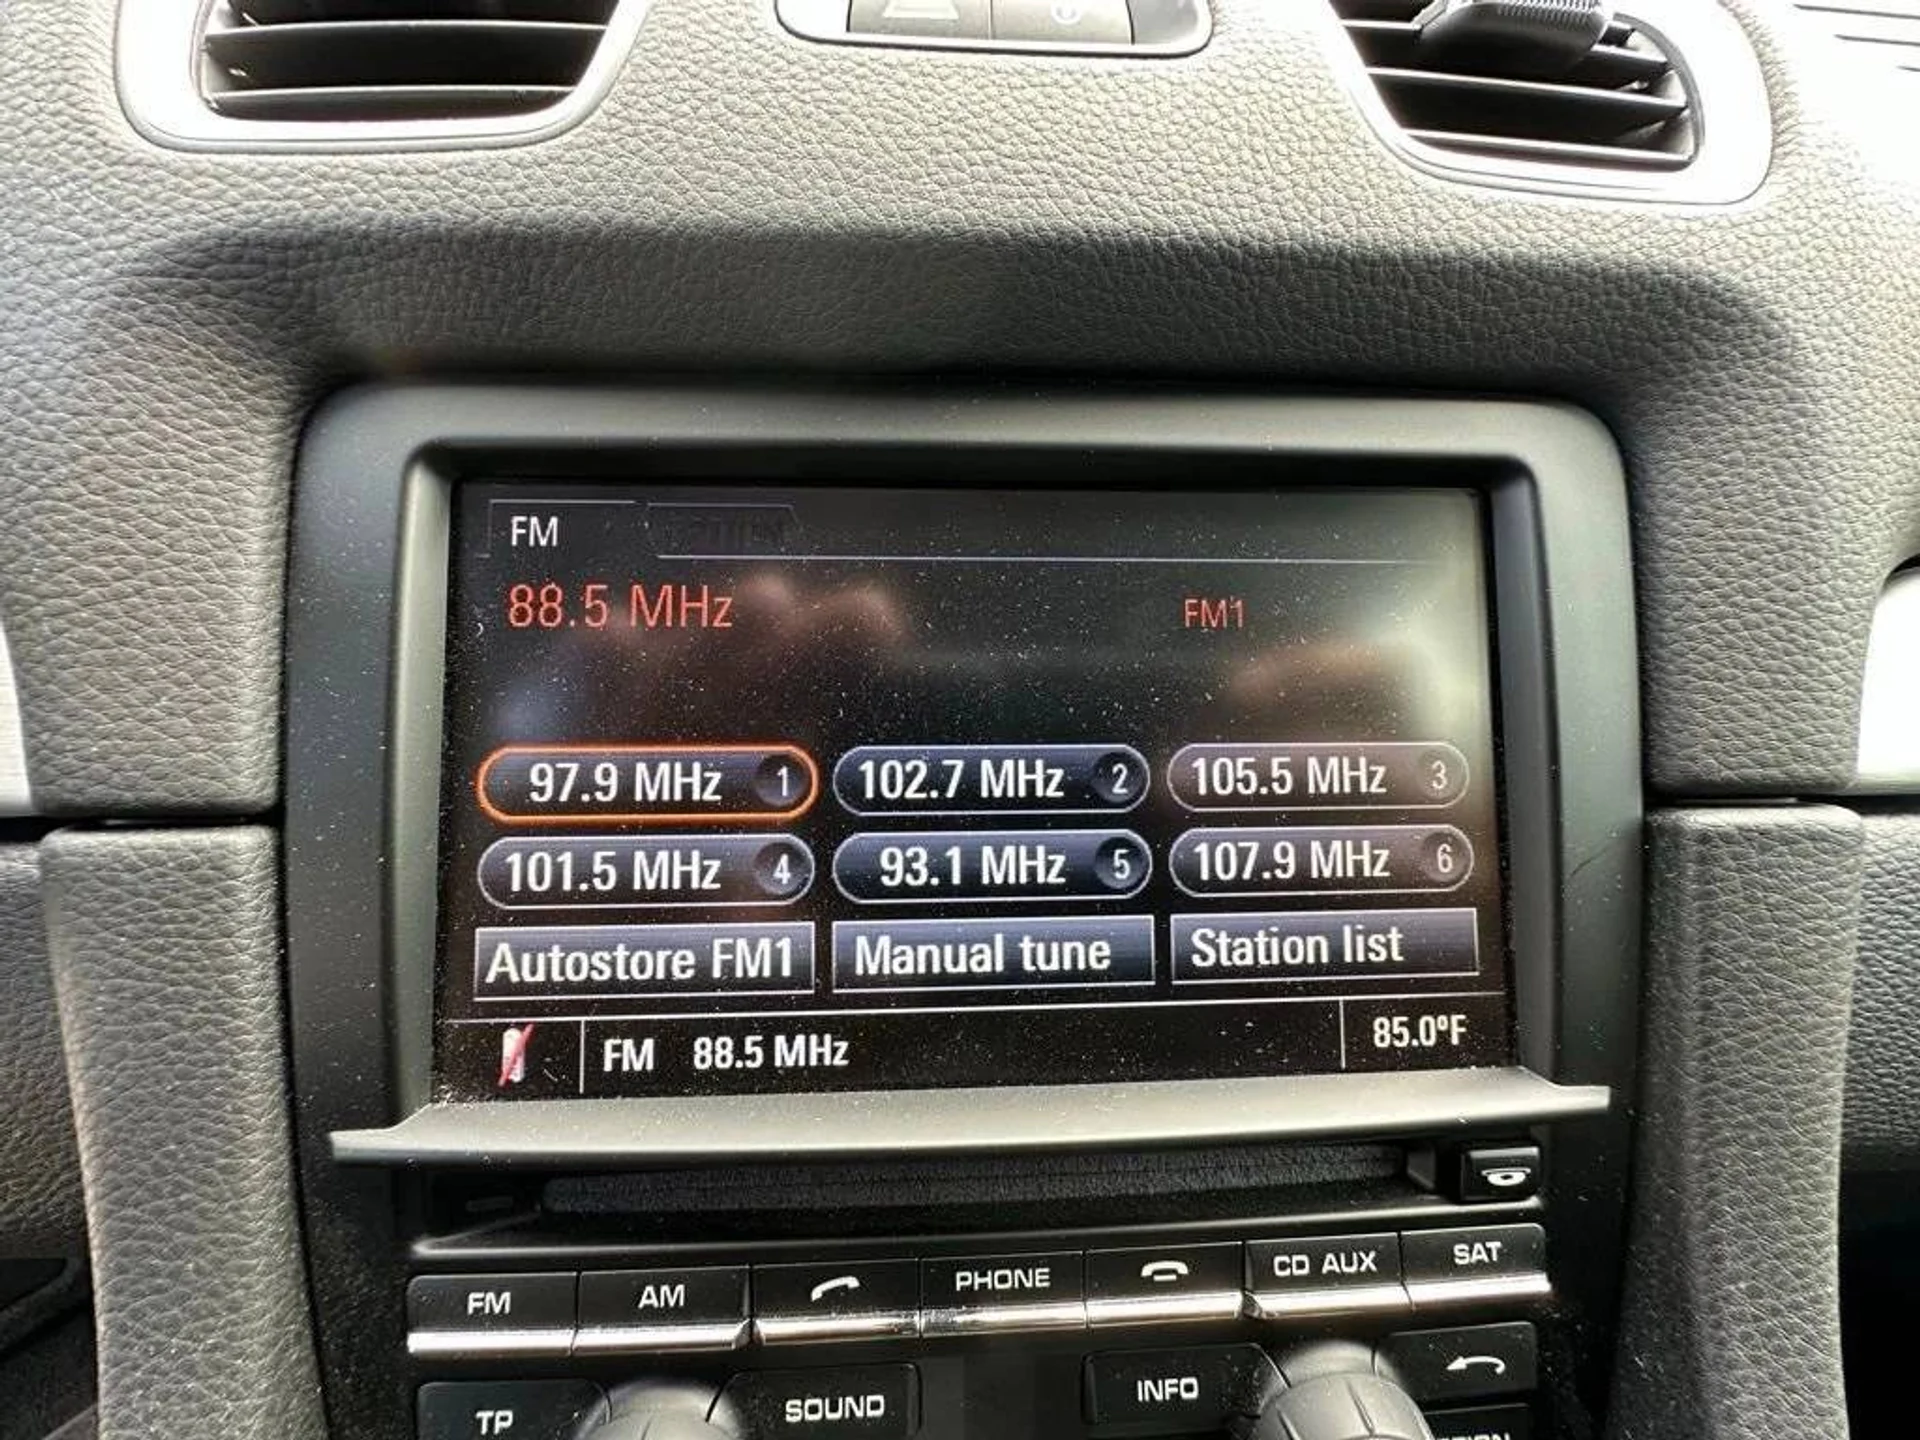 FM
88.5 MHz FM1
97.9 MHz 1 102.7 MHz 2 105.5 MHz 3
101.5 MHz 4 93.1 MHz 5 107.9 MHz 6
Autostore FM1 Manual tune Station list
FM 88.5 MHz 85.0ºF
FM AM PHONE CD AUX SAT
TP SOUND INFO